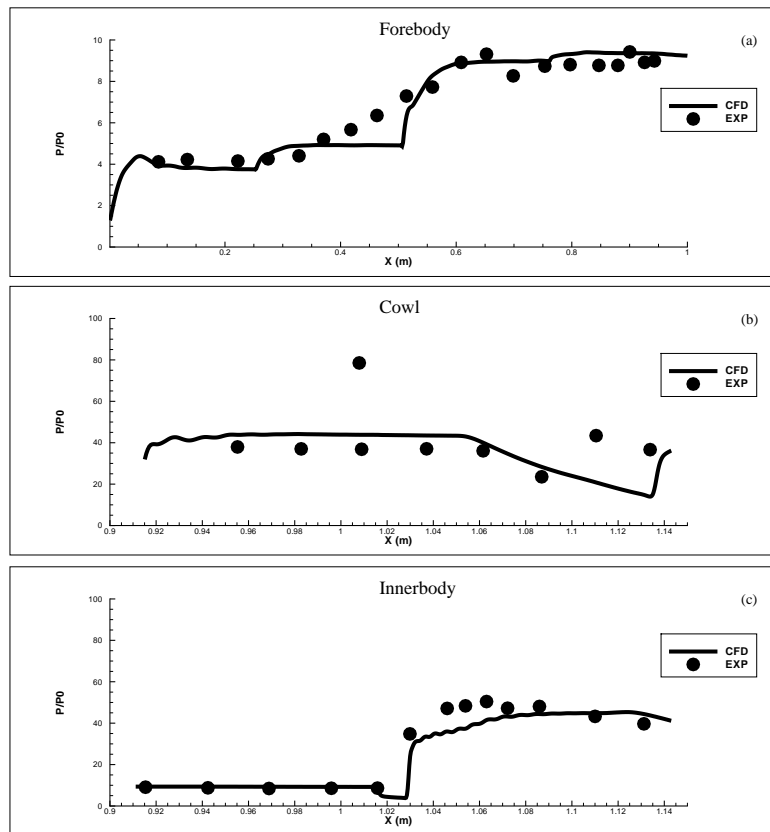 Forebody
(a)
10
8
6
4
2
0
P/P0
0.2
0.4
0.6
0.8
1
X (m)
CFD
EXP
Cowl
(b)
100
80
60
40
20
0
P/P0
0.9
0.92
0.94
0.96
0.98
1
1.02
1.04
1.06
1.08
1.1
1.12
1.14
X (m)
CFD
EXP
Innerbody
(c)
100
80
60
40
20
0
P/P0
0.9
0.92
0.94
0.96
0.98
1
1.02
1.04
1.06
1.08
1.1
1.12
1.14
X (m)
CFD
EXP